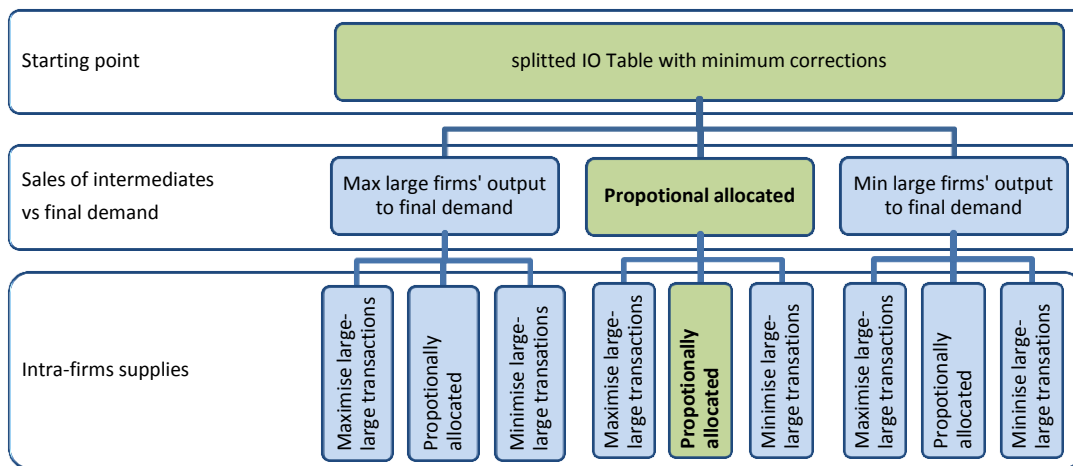 Starting point
splitted IO Table with minimum corrections
Sales of intermediates
vs final demand
Max large firms' output
to final demand
Propotional allocated
Min large firms' output
to final demand
Intra-firms supplies
Maximise large-
large transactions
Propotionally
allocated
Minimise large-
large transations
Maximise large-
large transactions
Propotionally
allocated
Minimise large-
large transations
Maximise large-
large transactions
Propotionally
allocated
Mininise large-
large transations